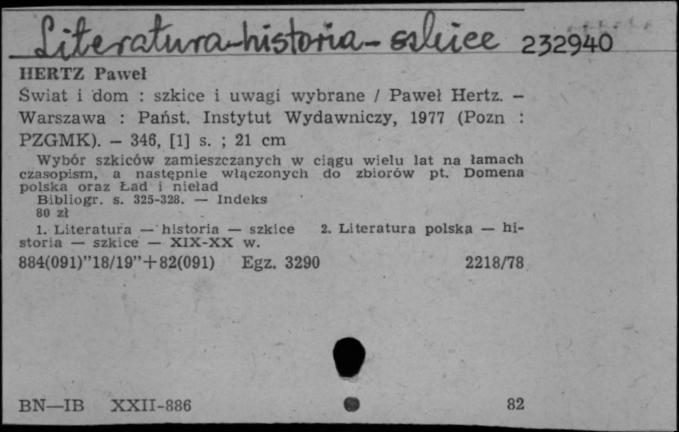 Literatura-historia-szkice 232940
HERTZ Paweł
Świat i dom : szkice i uwagi wybrane / Paweł Hertz. –
Warszawa : Państ. Instytut Wydawniczy, 1977 (Pozn :
PZGMK). – 346, [1] s. ; 21 cm
Wybór szkiców zamieszczanych w ciągu wielu lat na łamach
czasopism, a następnie włączonych do zbiorów pt. Domena
polska oraz Ład i nieład
Bibliogr. s. 325-328. — Indeks
80 zł
1. Literatura — historia — szkice 2. Literatura polska — hi-
storia — szkice — XIX-XX w.
884(091)"18/19"+82(091) Egz. 3290 2218/78
BN—IB XXII-886 82